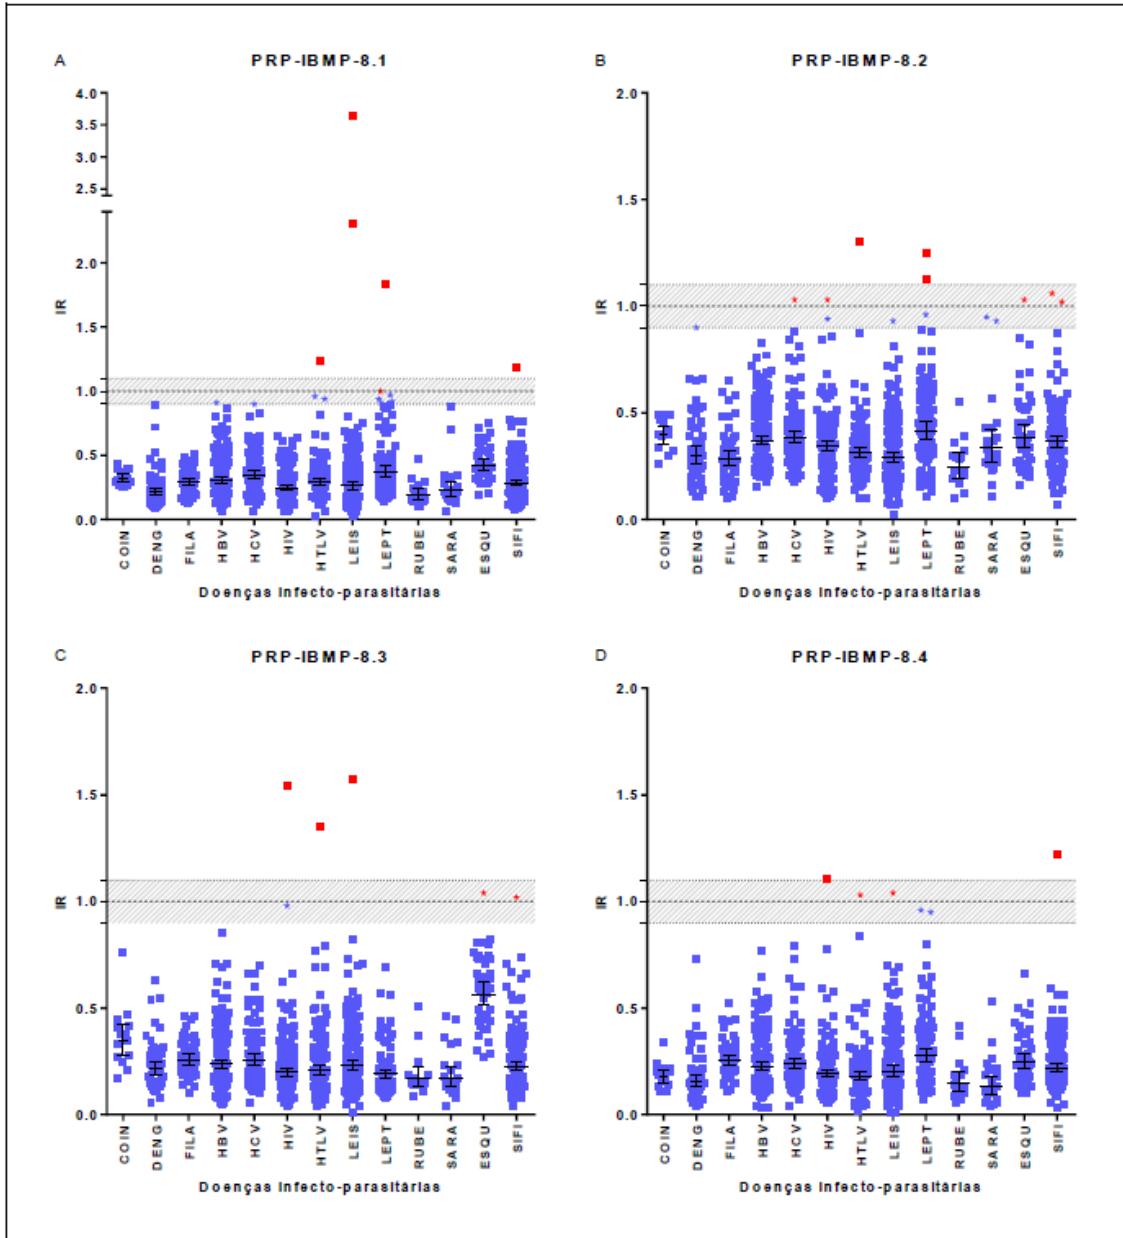 A PRP-IBMP-8.1
4.0
3.5
3.0
2.5
2.0
1.5
1.0
0.5
0.0
IR
COIN DENG FILA HBV HCV HIV HTLV LEIS LEPT RUBE SARA ESQU SIFI
Doenças Infecto-parasitárias
B PRP-IBMP-8.2
2.0
1.5
1.0
0.5
0.0
IR
COIN DENG FILA HBV HCV HIV HTLV LEIS LEPT RUBE SARA ESQU SIFI
Doenças Infecto-parasitárias
C PRP-IBMP-8.3
2.0
1.5
1.0
0.5
0.0
IR
COIN DENG FILA HBV HCV HIV HTLV LEIS LEPT RUBE SARA ESQU SIFI
Doenças Infecto-parasitárias
D PRP-IBMP-8.4
2.0
1.5
1.0
0.5
0.0
IR
COIN DENG FILA HBV HCV HIV HTLV LEIS LEPT RUBE SARA ESQU SIFI
Doenças Infecto-parasitárias